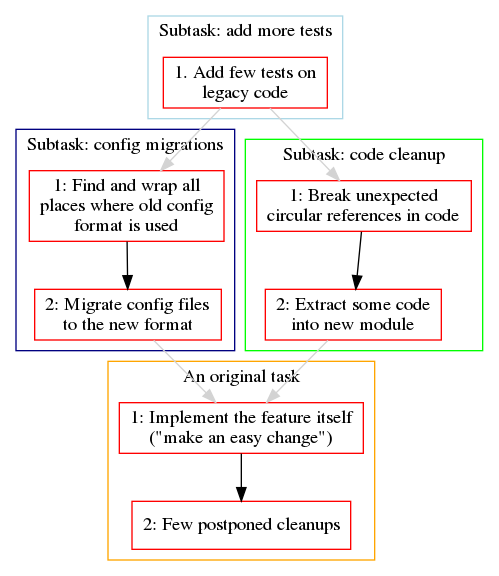 Subtask: add more tests
1. Add few tests on
legacy code
Subtask: config migrations
1: Find and wrap all
places where old config
format is used
2: Migrate config files
to the new format
Subtask: code cleanup
1: Break unexpected
circular references in code
2: Extract some code
into new module
An original task
1: Implement the feature itself
("make an easy change")
2: Few postponed cleanups